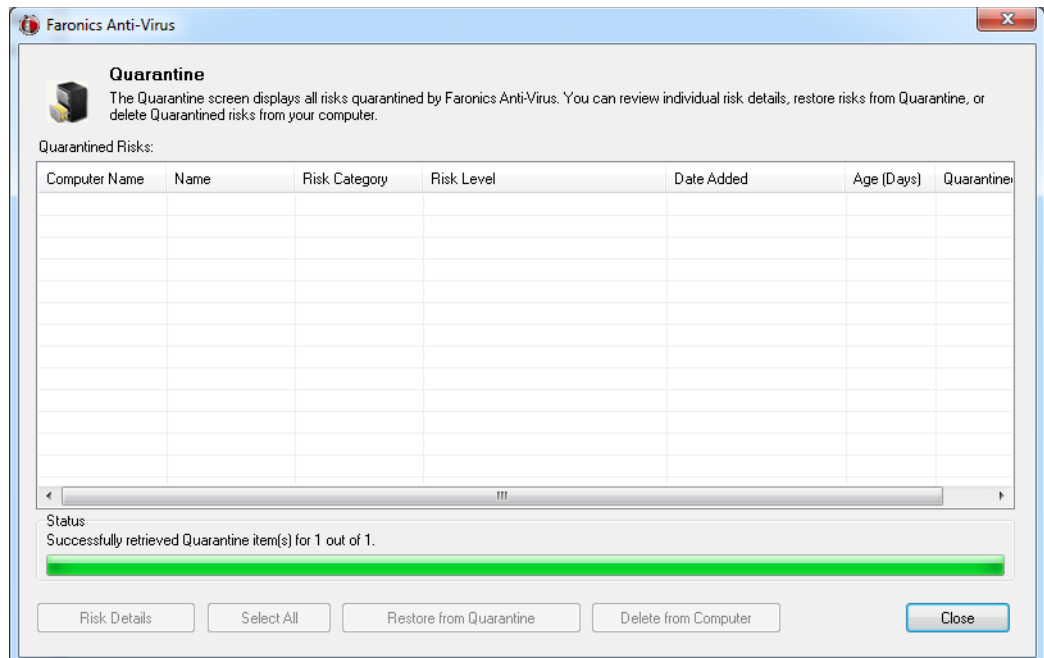 Faronics Anti-Virus
Quarantine
The Quarantine screen displays all risks quarantined by Faronics Anti-Virus. You can review individual risk details, restore risks from Quarantine, or
delete Quarantined risks from your computer.
Quarantined Risks:
Computer Name Name Risk Category Risk Level Date Added Age (Days) Quarantine
Status
Successfully retrieved Quarantine item(s) for 1 out of 1.
Risk Details Select All Restore from Quarantine Delete from Computer Close